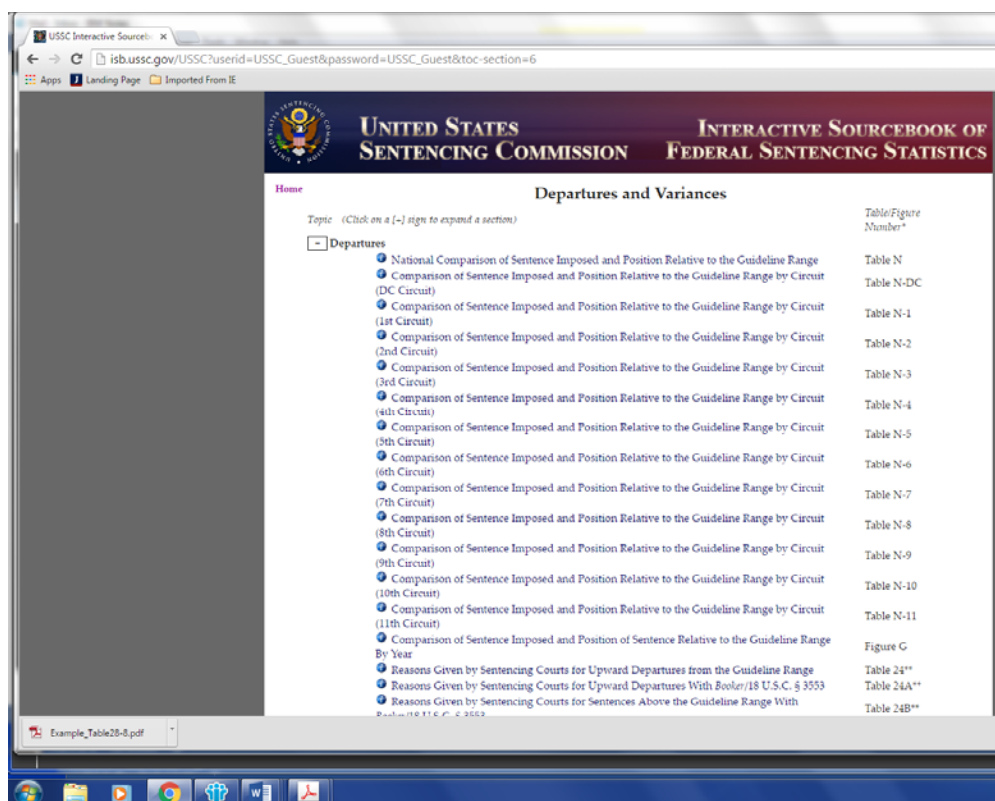 USSC Interactive Sourceb
isb.ussc.gov/USSC?userid=USSC_Guest&password=USSC_Guest&toc-section=6
Apps Landing Page Imported From IE
UNITED STATES
SENTENCING COMMISSION
INTERACTIVE SOURCEBOOK OF
FEDERAL SENTENCING STATISTICS
Home
Departures and Variances
Topic (Click on a [-] sign to expand a section)
Table/Figure
Number*
- Departures
National Comparison of Sentence Imposed and Position Relative to the Guideline Range Table N
Comparison of Sentence Imposed and Position Relative to the Guideline Range by Circuit
(DC Circuit) Table N-DC
Comparison of Sentence Imposed and Position Relative to the Guideline Range by Circuit
(1st Circuit) Table N-1
Comparison of Sentence Imposed and Position Relative to the Guideline Range by Circuit
(2nd Circuit) Table N-2
Comparison of Sentence Imposed and Position Relative to the Guideline Range by Circuit
(3rd Circuit) Table N-3
Comparison of Sentence Imposed and Position Relative to the Guideline Range by Circuit
(4th Circuit) Table N-4
Comparison of Sentence Imposed and Position Relative to the Guideline Range by Circuit
(5th Circuit) Table N-5
Comparison of Sentence Imposed and Position Relative to the Guideline Range by Circuit
(6th Circuit) Table N-6
Comparison of Sentence Imposed and Position Relative to the Guideline Range by Circuit
(7th Circuit) Table N-7
Comparison of Sentence Imposed and Position Relative to the Guideline Range by Circuit
(8th Circuit) Table N-8
Comparison of Sentence Imposed and Position Relative to the Guideline Range by Circuit
(9th Circuit) Table N-9
Comparison of Sentence Imposed and Position Relative to the Guideline Range by Circuit
(10th Circuit) Table N-10
Comparison of Sentence Imposed and Position Relative to the Guideline Range by Circuit
(11th Circuit) Table N-11
Comparison of Sentence Imposed and Position of Sentence Relative to the Guideline Range
By Year Figure G
Reasons Given by Sentencing Courts for Upward Departures from the Guideline Range Table 24**
Reasons Given by Sentencing Courts for Upward Departures With Booker/18 U.S.C. § 3553 Table 24A**
Reasons Given by Sentencing Courts for Sentences Above the Guideline Range With
Booker/18 U.S.C. § 3553 Table 24B**
Example_Table28-8.pdf